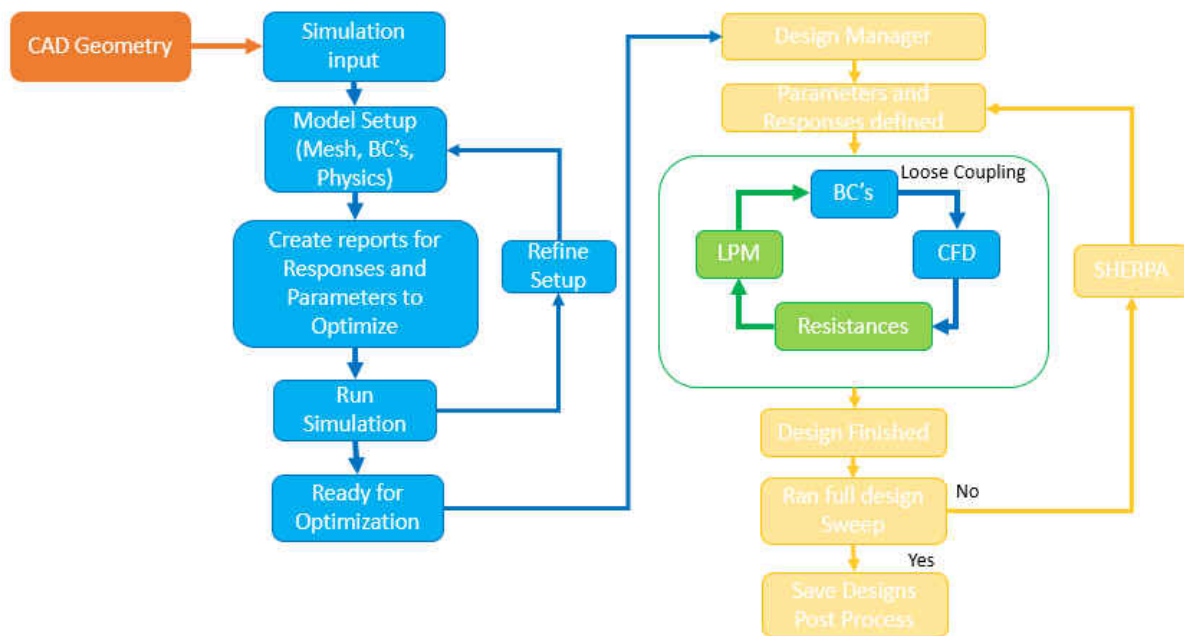 CAD Geometry
Simulation
input
Model Setup
(Mesh, BC's,
Physics)
Create reports for
Responses and
Parameters to
Optimize
Refine
Setup
Run
Simulation
Ready for
Optimization
Design Manager
Parameters and
Responses defined
Loose Coupling
BC's
LPM
CFD
Resistances
SHERPA
Design Finished
Ran full design
Sweep
No
Yes
Save Designs
Post Process